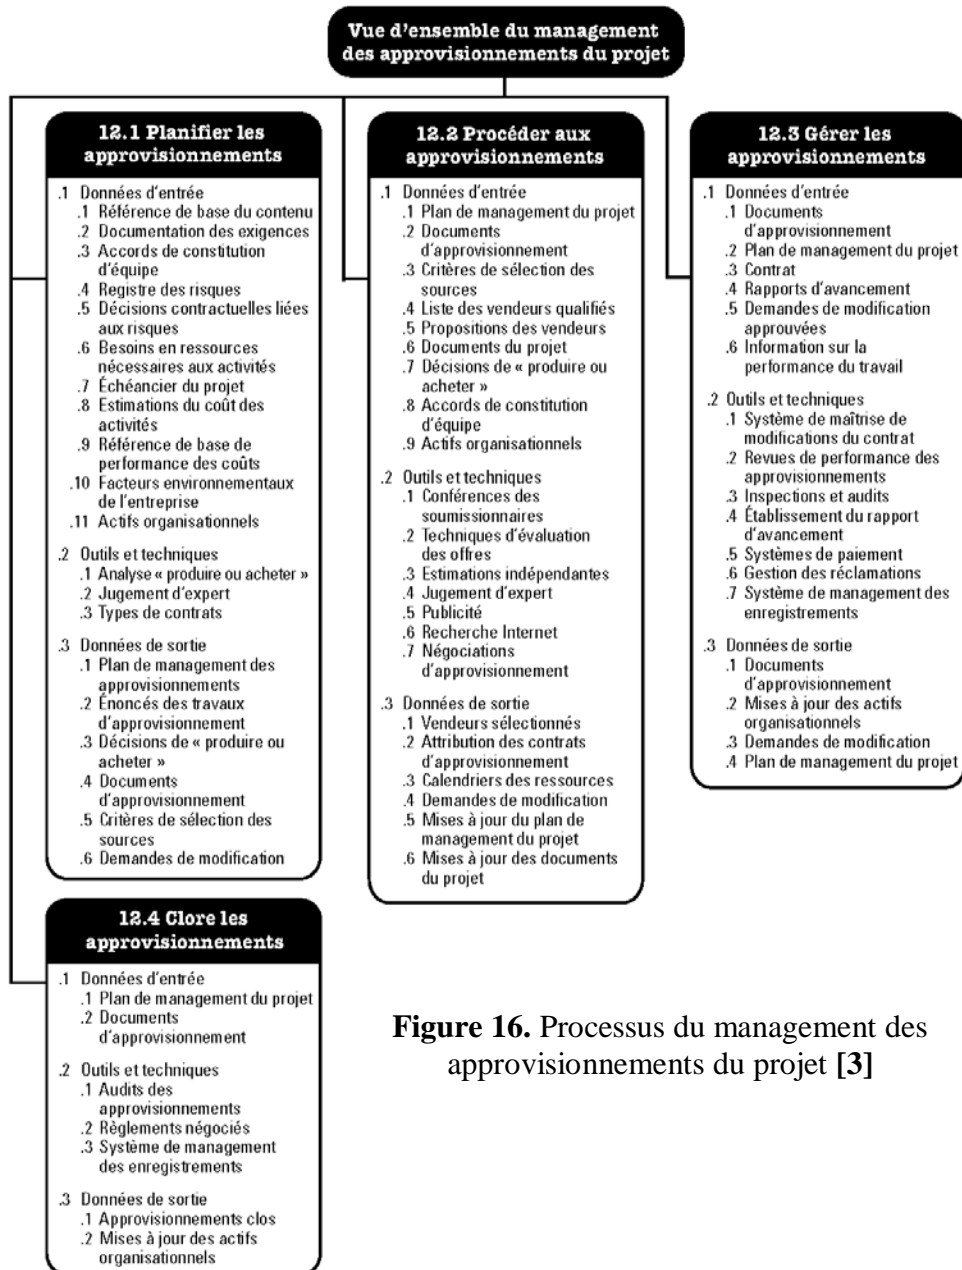 Vue d'ensemble du management
des approvisionnements du projet
12.1 Planifier les
approvisionnements
.1 Données d'entrée
.1 Référence de base du contenu
.2 Documentation des exigences
.3 Accords de constitution
d'équipe
.4 Registre des risques
.5 Décisions contractuelles liées
aux risques
.6 Besoins en ressources
nécessaires aux activités
.7 Échéancier du projet
.8 Estimations du coût des
activités
.9 Référence de base de
performance des coûts
.10 Facteurs environnementaux
de l'entreprise
.11 Actifs organisationnels
.2 Outils et techniques
.1 Analyse « produire ou acheter »
.2 Jugement d'expert
.3 Types de contrats
.3 Données de sortie
.1 Plan de management des
approvisionnements
.2 Énoncés des travaux
d'approvisionnement
.3 Décisions de « produire ou
acheter »
.4 Documents
d'approvisionnement
.5 Critères de sélection des
sources
.6 Demandes de modification
12.2 Procéder aux
approvisionnements
.1 Données d'entrée
.1 Plan de management du projet
.2 Documents
d'approvisionnement
.3 Critères de sélection des
sources
.4 Liste des vendeurs qualifiés
.5 Propositions des vendeurs
.6 Documents du projet
.7 Décisions de « produire ou
acheter »
.8 Accords de constitution
d'équipe
.9 Actifs organisationnels
.2 Outils et techniques
.1 Conférences des
soumissionnaires
.2 Techniques d'évaluation
des offres
.3 Estimations indépendantes
.4 Jugement d'expert
.5 Publicité
.6 Recherche Internet
.7 Négociations
d'approvisionnement
.3 Données de sortie
.1 Vendeurs sélectionnés
.2 Attribution des contrats
d'approvisionnement
.3 Calendriers des ressources
.4 Demandes de modification
.5 Mises à jour du plan de
management du projet
.6 Mises à jour des documents
du projet
12.3 Gérer les
approvisionnements
.1 Données d'entrée
.1 Documents
d'approvisionnement
.2 Plan de management du projet
.3 Contrat
.4 Rapports d'avancement
.5 Demandes de modification
approuvées
.6 Information sur la
performance du travail
.2 Outils et techniques
.1 Système de maîtrise de
modifications du contrat
.2 Revues de performance des
approvisionnements
.3 Inspections et audits
.4 Établissement du rapport
d'avancement
.5 Systèmes de paiement
.6 Gestion des réclamations
.7 Système de management des
enregistrements
.3 Données de sortie
.1 Documents
d'approvisionnement
.2 Mises à jour des actifs
organisationnels
.3 Demandes de modification
.4 Plan de management du projet
12.4 Clore les
approvisionnements
.1 Données d'entrée
.1 Plan de management du projet
.2 Documents
d'approvisionnement
.2 Outils et techniques
.1 Audits des
approvisionnements
.2 Règlements négociés
.3 Système de management
des enregistrements
.3 Données de sortie
.1 Approvisionnements clos
.2 Mises à jour des actifs
organisationnels
Figure 16. Processus du management des
approvisionnements du projet [3]